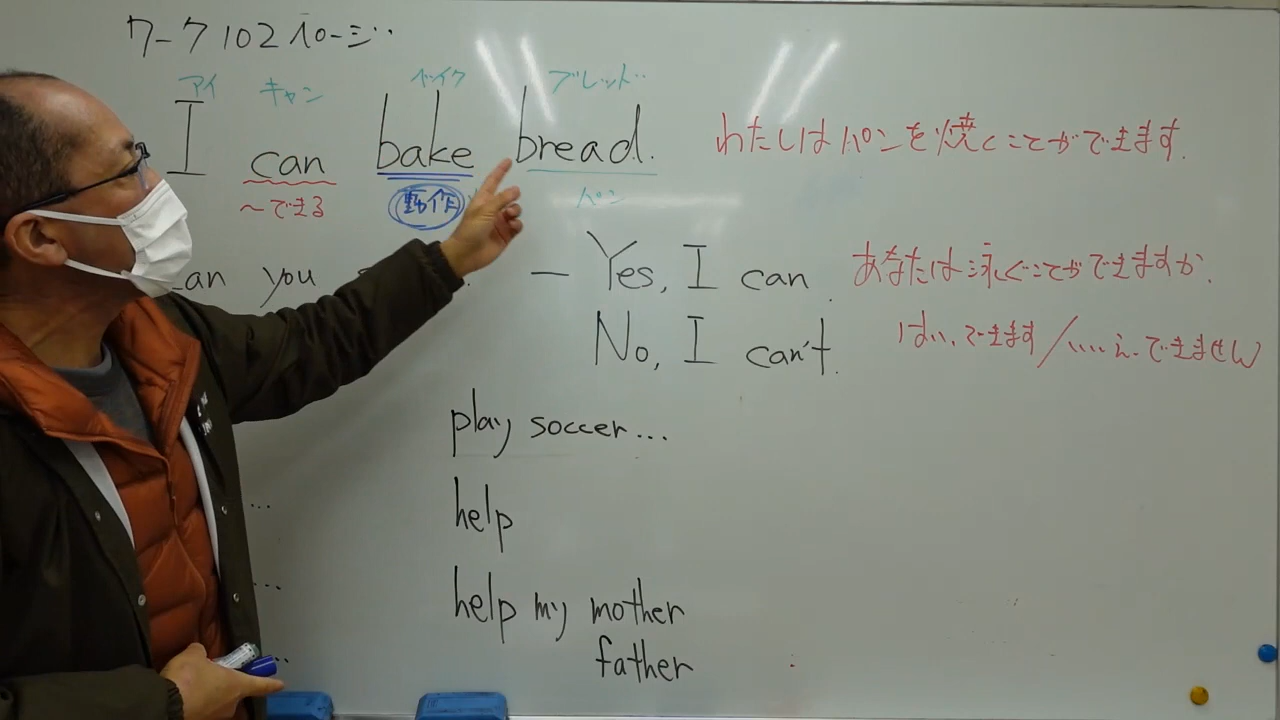 ワーク102ページ…
アイ キャン ベイク ブレッド…
I can bake bread. わたしはパンを焼くことができます.
〜できる 動作 パン
an you — Yes, I can. あなたは泳ぐことができますか.
No, I can't. はい、できます/いいえ、できません
play soccer...
help
help my mother
father